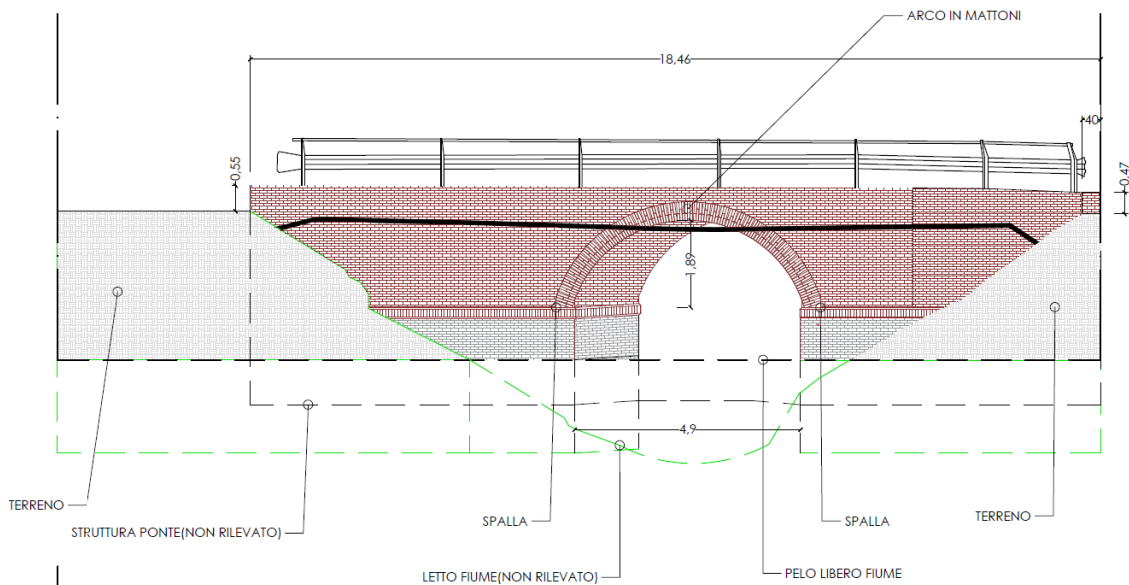 ARCO IN MATTONI
18,46
40
0,55
0,47
1,89
4,9
TERRENO
STRUTTURA PONTE(NON RILEVATO)
SPALLA
SPALLA
TERRENO
LETTO FIUME(NON RILEVATO)
PELO LIBERO FIUME